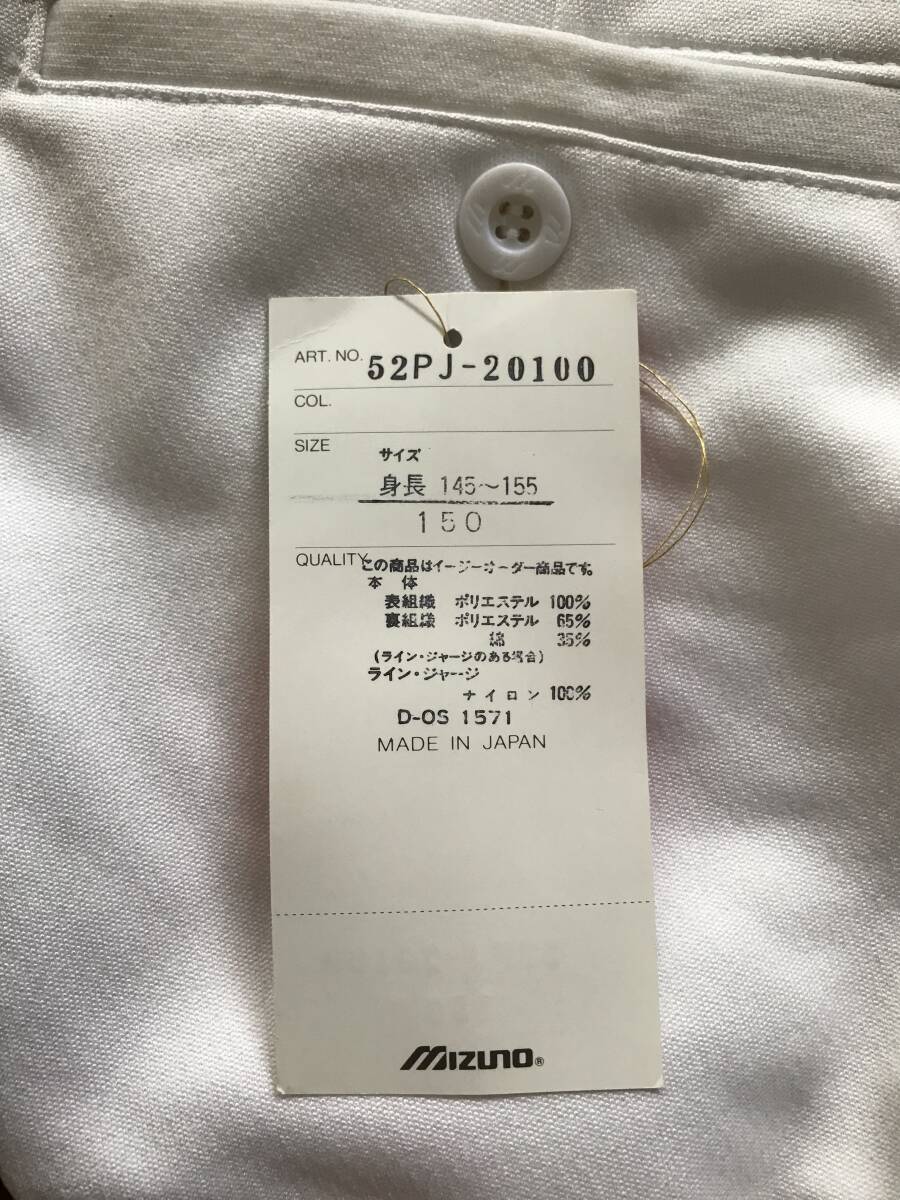 ART. NO. 52PJ-20100
COL.
SIZE
サイズ
身長 145～155
150
QUALITY この商品はイージーオーダー商品です。
本 体
表組織 ポリエステル 100%
裏組織 ポリエステル 65%
綿 35%
(ライン・ジャージのある場合)
ライン・ジャージ
ナイロン 100%
D-OS 1571
MADE IN JAPAN
MIZUNO®